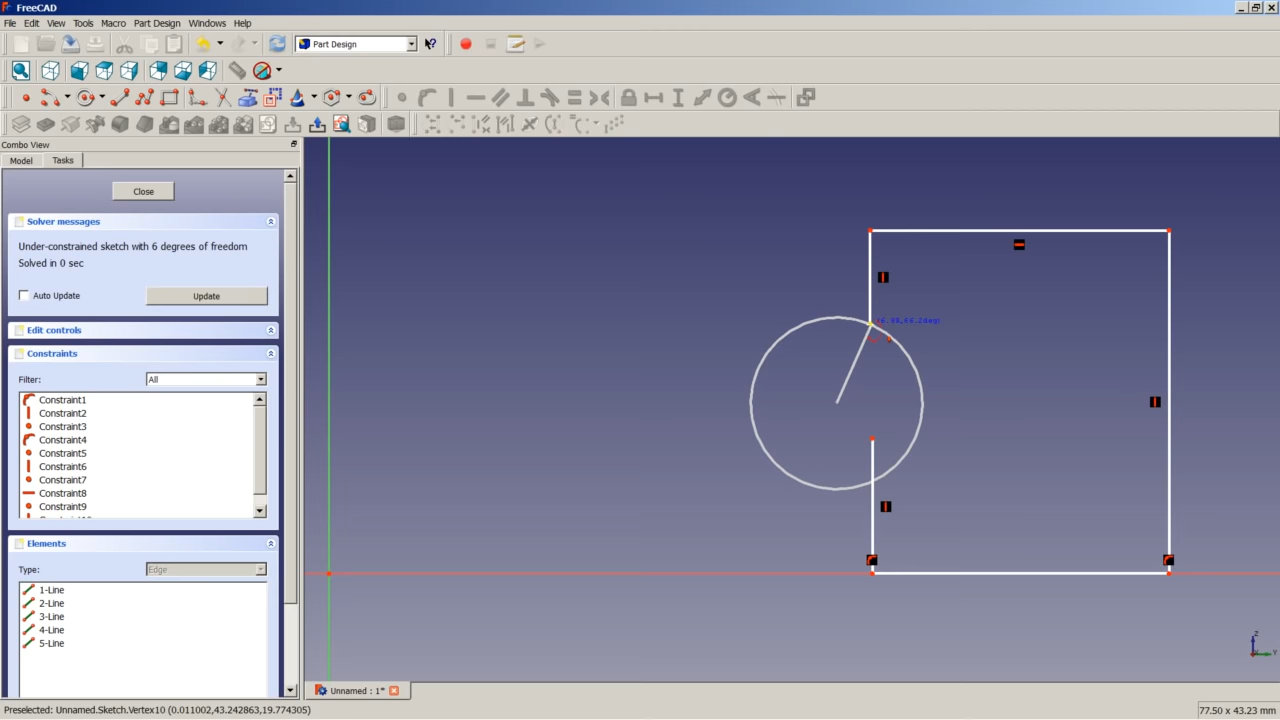 FreeCAD
File Edit View Tools Macro Part Design Windows Help
Part Design
Combo View
Model Tasks
Close
Solver messages
Under-constrained sketch with 6 degrees of freedom
Solved in 0 sec
Auto Update Update
Edit controls
Constraints
Filter: All
Constraint1
Constraint2
Constraint3
Constraint4
Constraint5
Constraint6
Constraint7
Constraint8
Constraint9
Elements
Type: Edge
1-Line
2-Line
3-Line
4-Line
5-Line
Z
Y
Unnamed : 1*
Preselected: Unnamed.Sketch.Vertex10 (0.011002,43.242863,19.774305)
77.50 x 43.23 mm